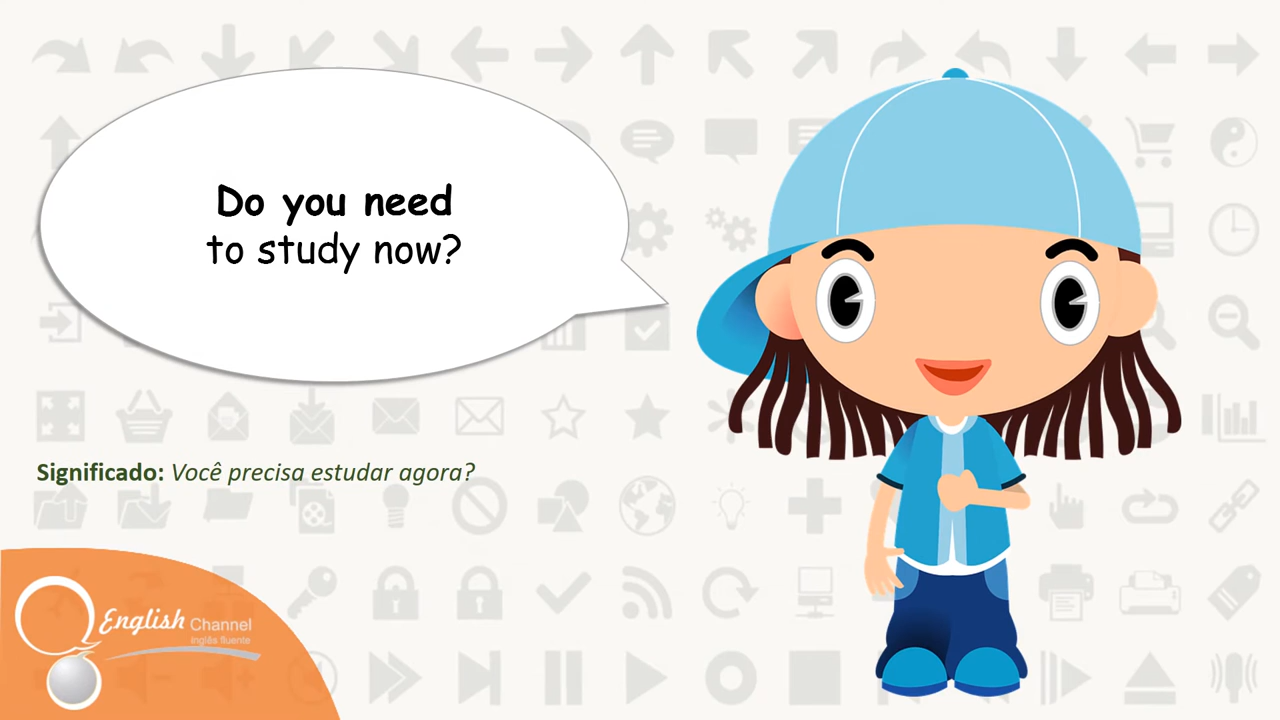 Do you need
to study now?
Significado: Você precisa estudar agora?
English Channel
inglês fluente